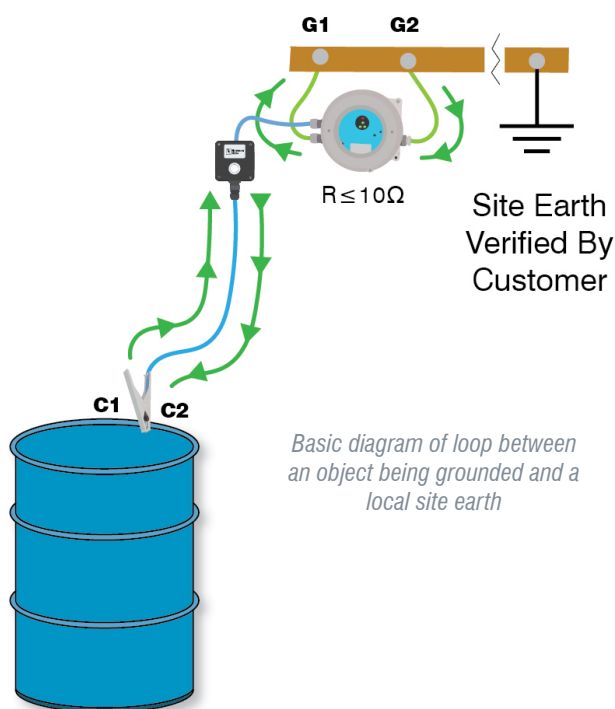 G1 G2
R ≤ 10Ω
Site Earth
Verified By
Customer
C1 C2
Basic diagram of loop between
an object being grounded and a
local site earth